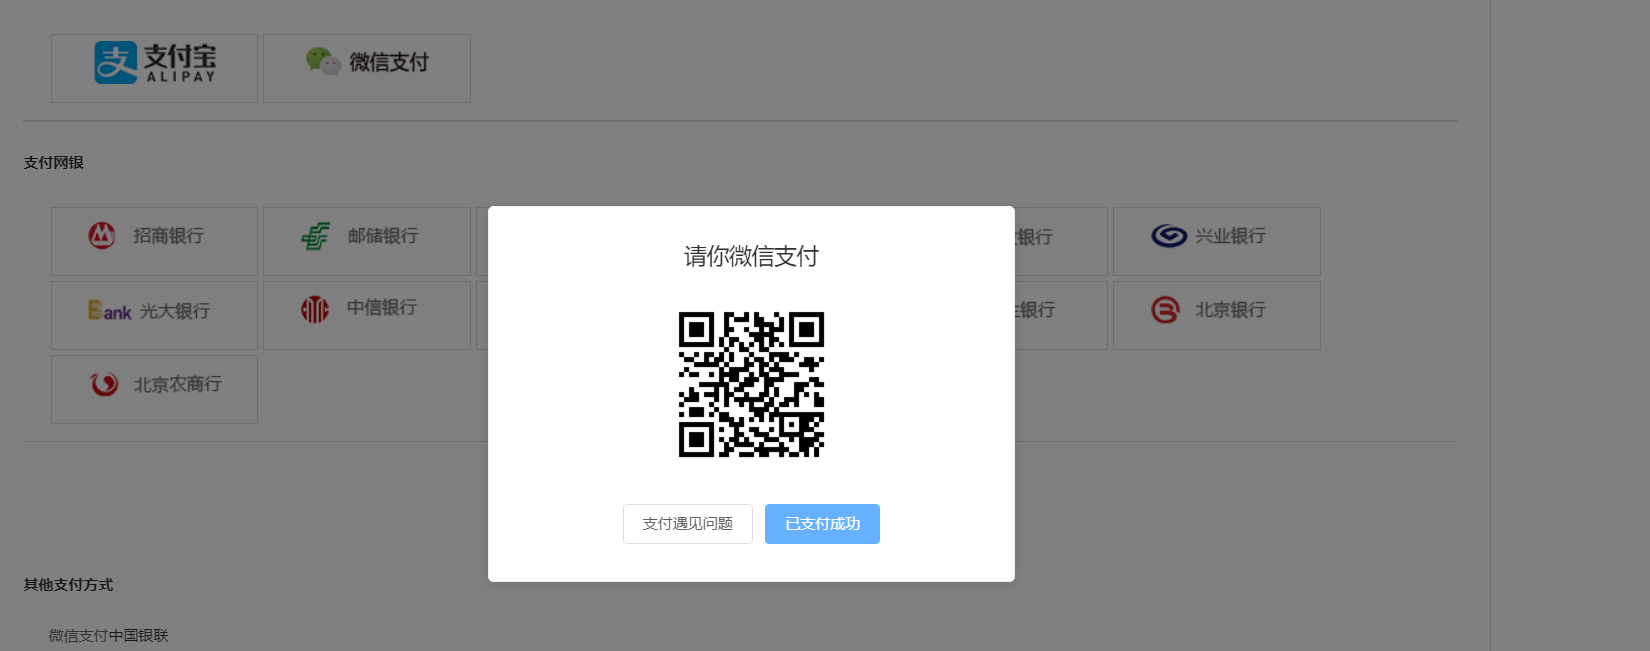 支付宝
ALIPAY
微信支付
支付网银
招商银行
邮储银行
银行
兴业银行
请你微信支付
Bank 光大银行
中信银行
银行
北京银行
北京农商行
支付遇见问题
已支付成功
其他支付方式
微信支付中国银联